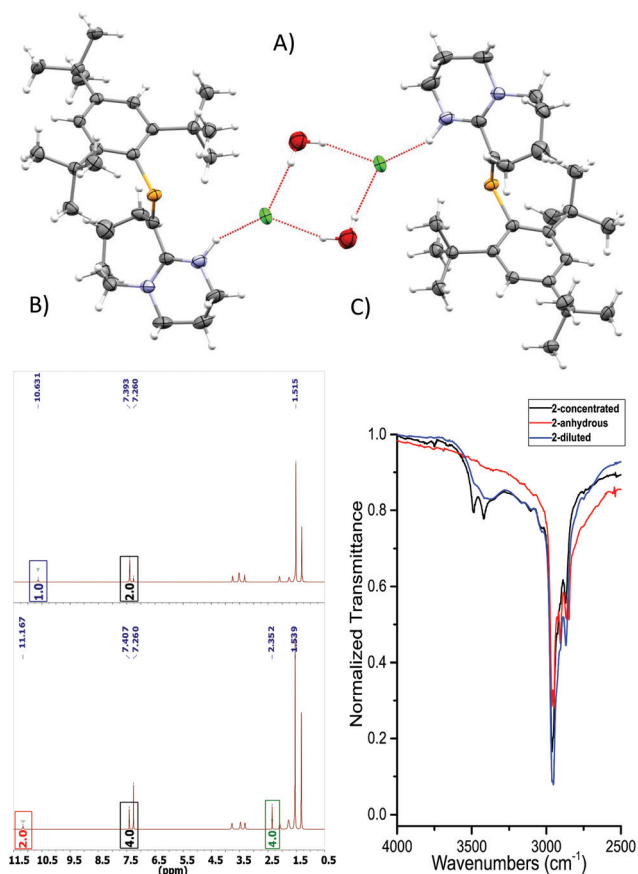 A)
B)
C)
10.631
7.393
7.260
1.515
1.0
2.0
11.167
7.407
7.260
2.352
1.539
2.0
4.0
4.0
11.5 10.5 9.5 8.5 7.5 6.5 5.5 4.5 3.5 2.5 1.5 0.5
(ppm)
2-concentrated
2-anhydrous
2-diluted
Normalized Transmittance
1.0
0.8
0.6
0.4
0.2
0.0
4000 3500 3000 2500
Wavenumbers (cm⁻¹)